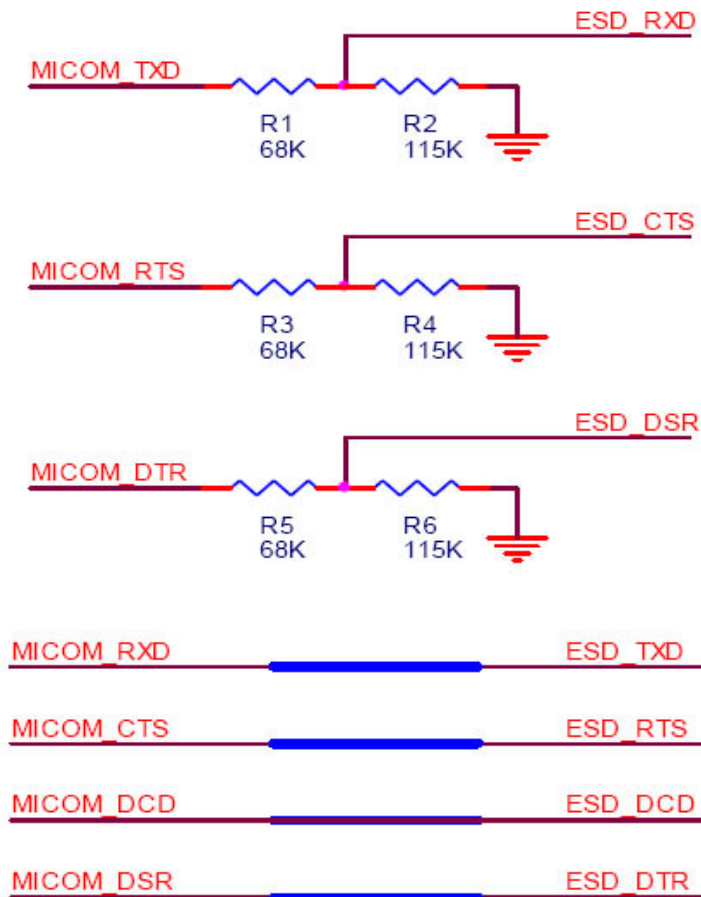 ESD_RXD
MICOM_TXD
R1 R2
68K 115K
ESD_CTS
MICOM_RTS
R3 R4
68K 115K
ESD_DSR
MICOM_DTR
R5 R6
68K 115K
MICOM_RXD ESD_TXD
MICOM_CTS ESD_RTS
MICOM_DCD ESD_DCD
MICOM_DSR ESD_DTR